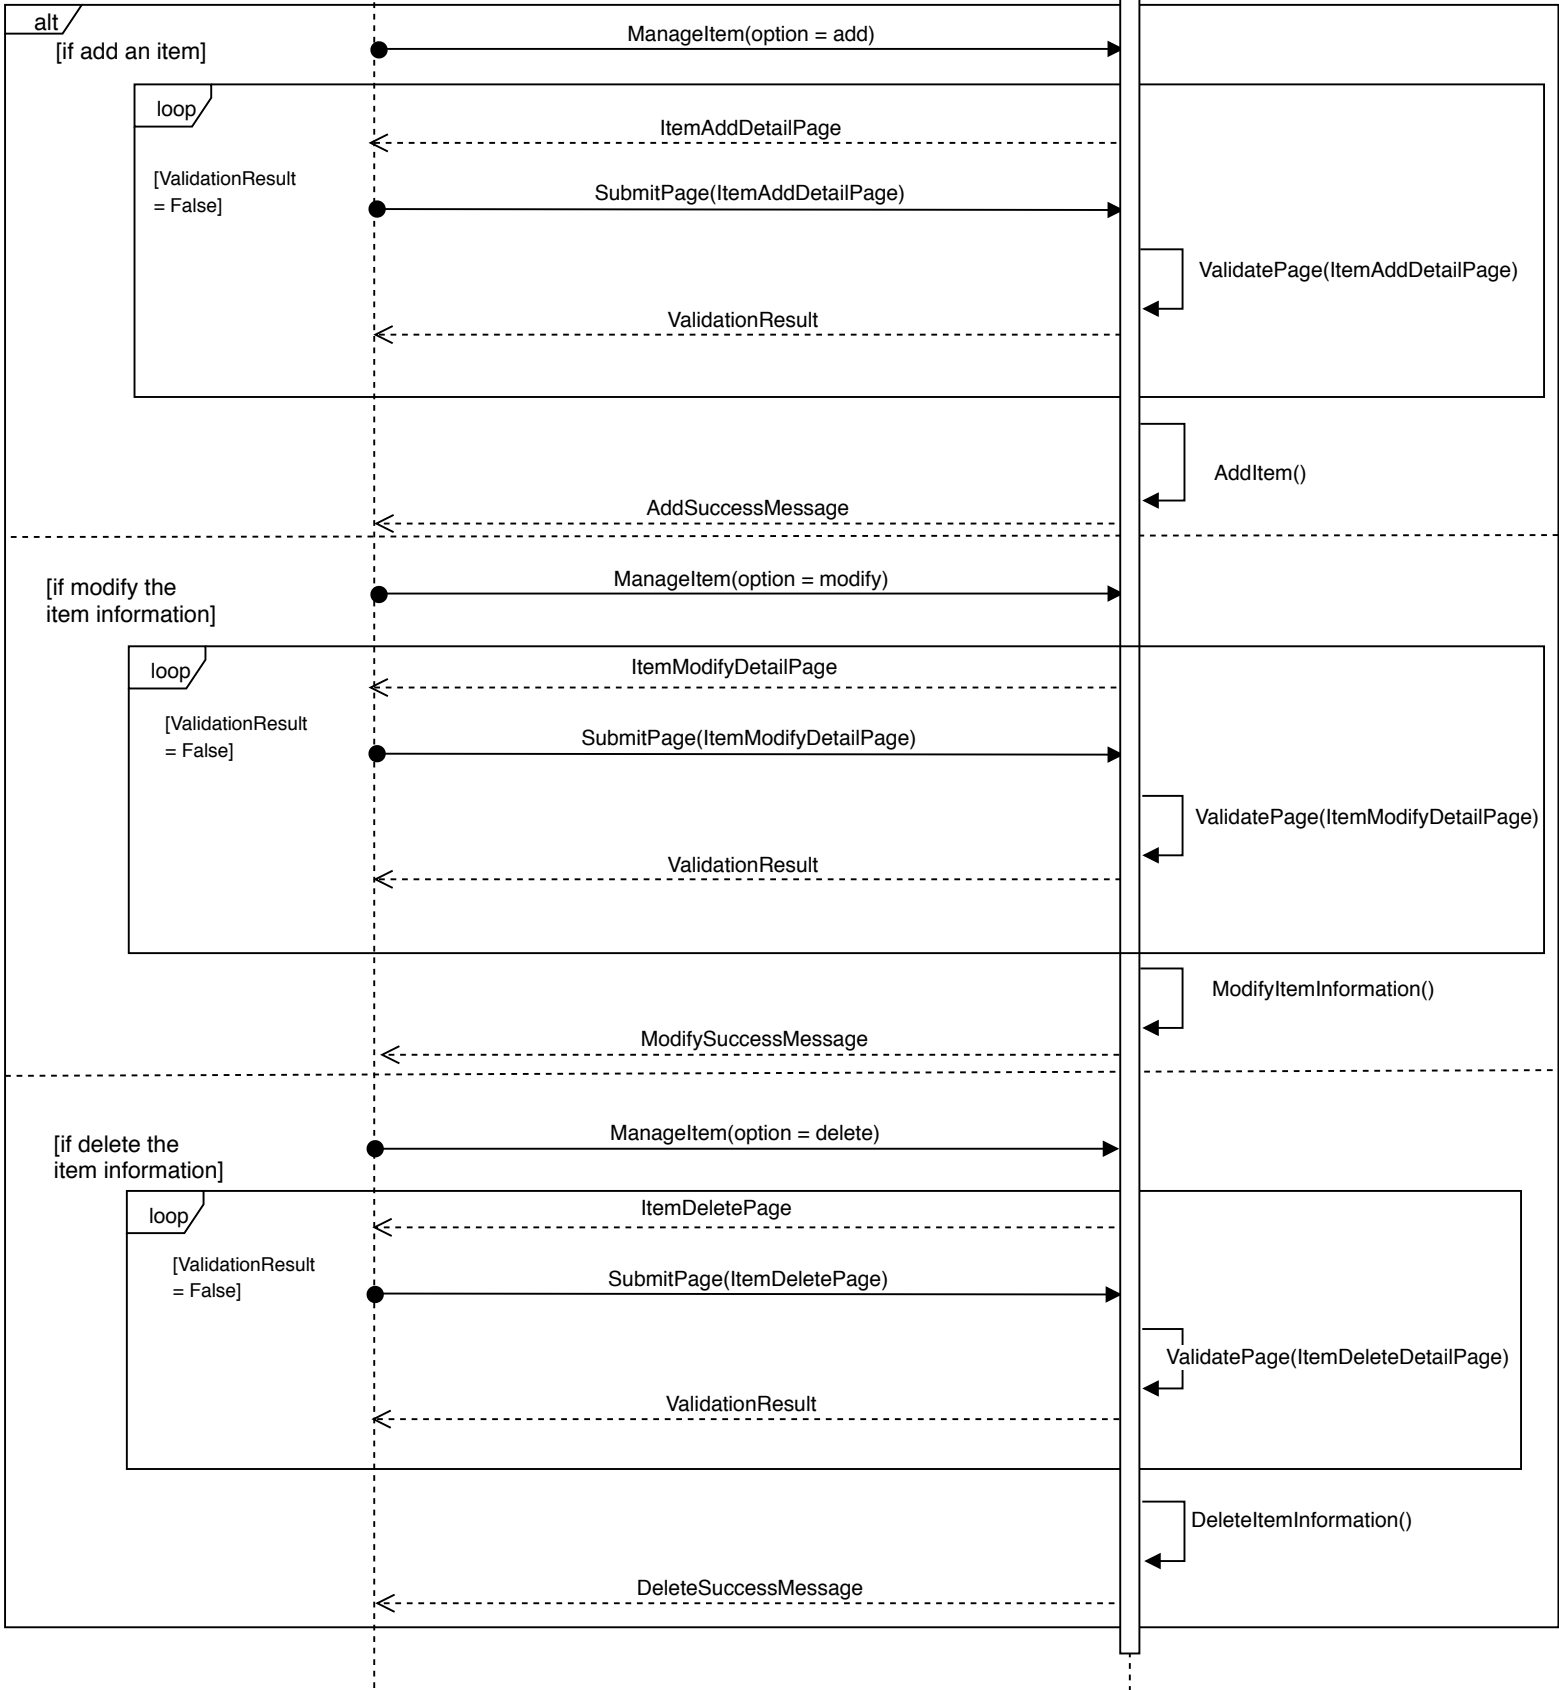 alt
ManageItem(option = add)
[if add an item]
loop
ItemAddDetailPage
[ValidationResult
= False]
SubmitPage(ItemAddDetailPage)
ValidatePage(ItemAddDetailPage)
ValidationResult
AddItem()
AddSuccessMessage
[if modify the
item information]
ManageItem(option = modify)
loop
ItemModifyDetailPage
[ValidationResult
= False]
SubmitPage(ItemModifyDetailPage)
ValidatePage(ItemModifyDetailPage)
ValidationResult
ModifyItemInformation()
ModifySuccessMessage
[if delete the
item information]
ManageItem(option = delete)
loop
ItemDeletePage
[ValidationResult
= False]
SubmitPage(ItemDeletePage)
ValidatePage(ItemDeleteDetailPage)
ValidationResult
DeleteItemInformation()
DeleteSuccessMessage